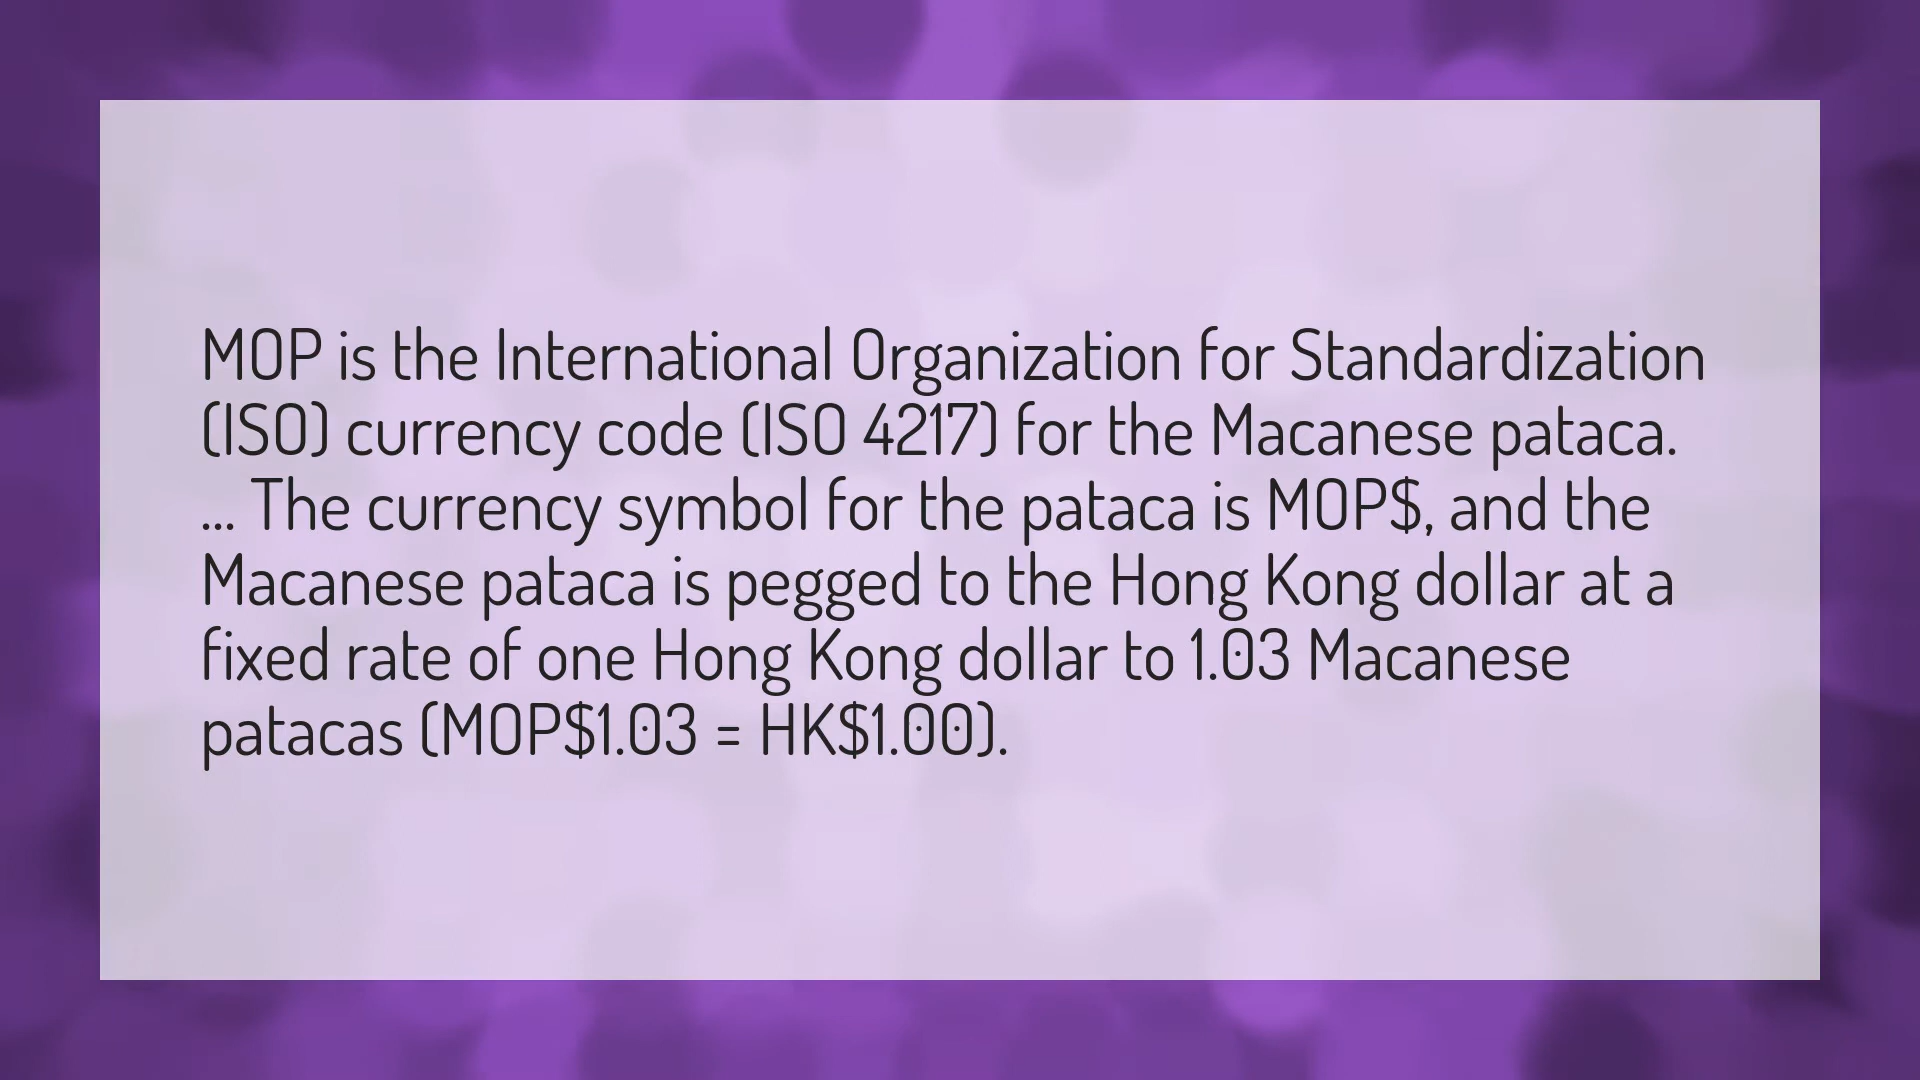 MOP is the International Organization for Standardization
(ISO) currency code (ISO 4217) for the Macanese pataca.
... The currency symbol for the pataca is MOP$, and the
Macanese pataca is pegged to the Hong Kong dollar at a
fixed rate of one Hong Kong dollar to 1.03 Macanese
patacas (MOP$1.03 = HK$1.00).